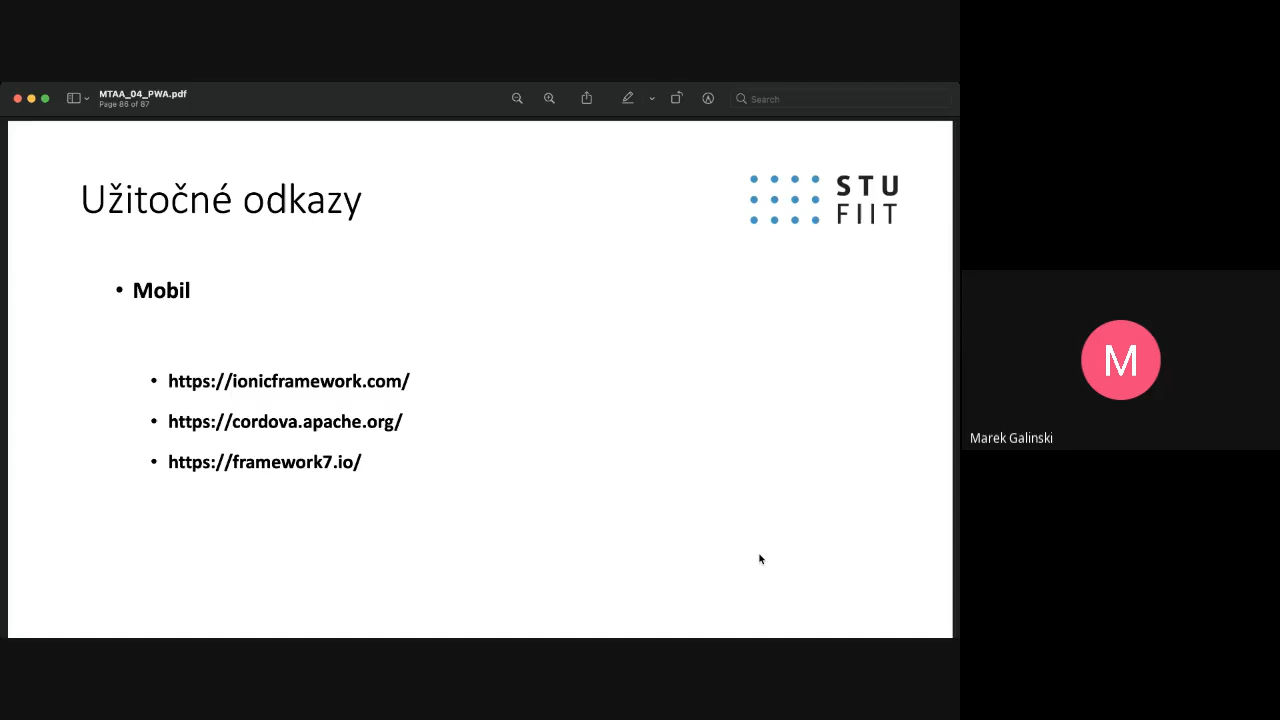 MTAA_04_PWA.pdf
Page 86 of 87
Search
Užitočné odkazy
STU
FIIT
• Mobil
• https://ionicframework.com/
• https://cordova.apache.org/
• https://framework7.io/
M
Marek Galinski